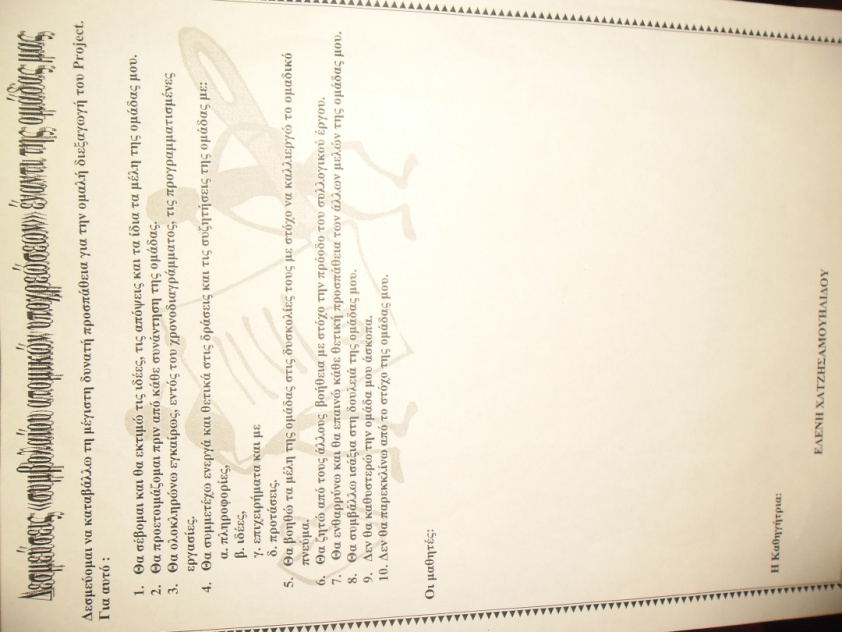 Δεσμεύσεις «συμβολαίου ατομικών υποχρεώσεων» έναντι της ομάδας μας
Δεσμεύομαι να καταβάλλω τη μέγιστη δυνατή προσπάθεια για την ομαλή διεξαγωγή του Project.
Για αυτό :
1. Θα σέβομαι και θα εκτιμώ τις ιδέες, τις απόψεις και τα ίδια τα μέλη της ομάδας μου.
2. Θα προετοιμάζομαι πριν από κάθε συνάντηση της ομάδας.
3. Θα ολοκληρώνω εγκαίρως, εντός του χρονοδιαγράμματος, τις προγραμματισμένες
εργασίες.
4. Θα συμμετέχω ενεργά και θετικά στις δράσεις και τις συζητήσεις της ομάδας με:
α. πληροφορίες,
β. ιδέες,
γ. επιχειρήματα και με
δ. προτάσεις.
5. Θα βοηθώ τα μέλη της ομάδας στις δυσκολίες τους με στόχο να καλλιεργώ το ομαδικό
πνεύμα.
6. Θα ζητώ από τους άλλους βοήθεια με στόχο την πρόοδο του συλλογικού έργου.
7. Θα ενθαρρύνω και θα επαινώ κάθε θετική προσπάθεια των άλλων μελών της ομάδας μου.
8. Θα συμβάλλω ισάξια στη δουλειά της ομάδας μου.
9. Δεν θα καθυστερώ την ομάδα μου άσκοπα.
10. Δεν θα παρεκκλίνω από το στόχο της ομάδας μου.
Οι μαθητές:
Η Καθηγήτρια:
ΕΛΕΝΗ ΧΑΤΖΗΣΑΜΟΥΗΛΙΔΟΥ